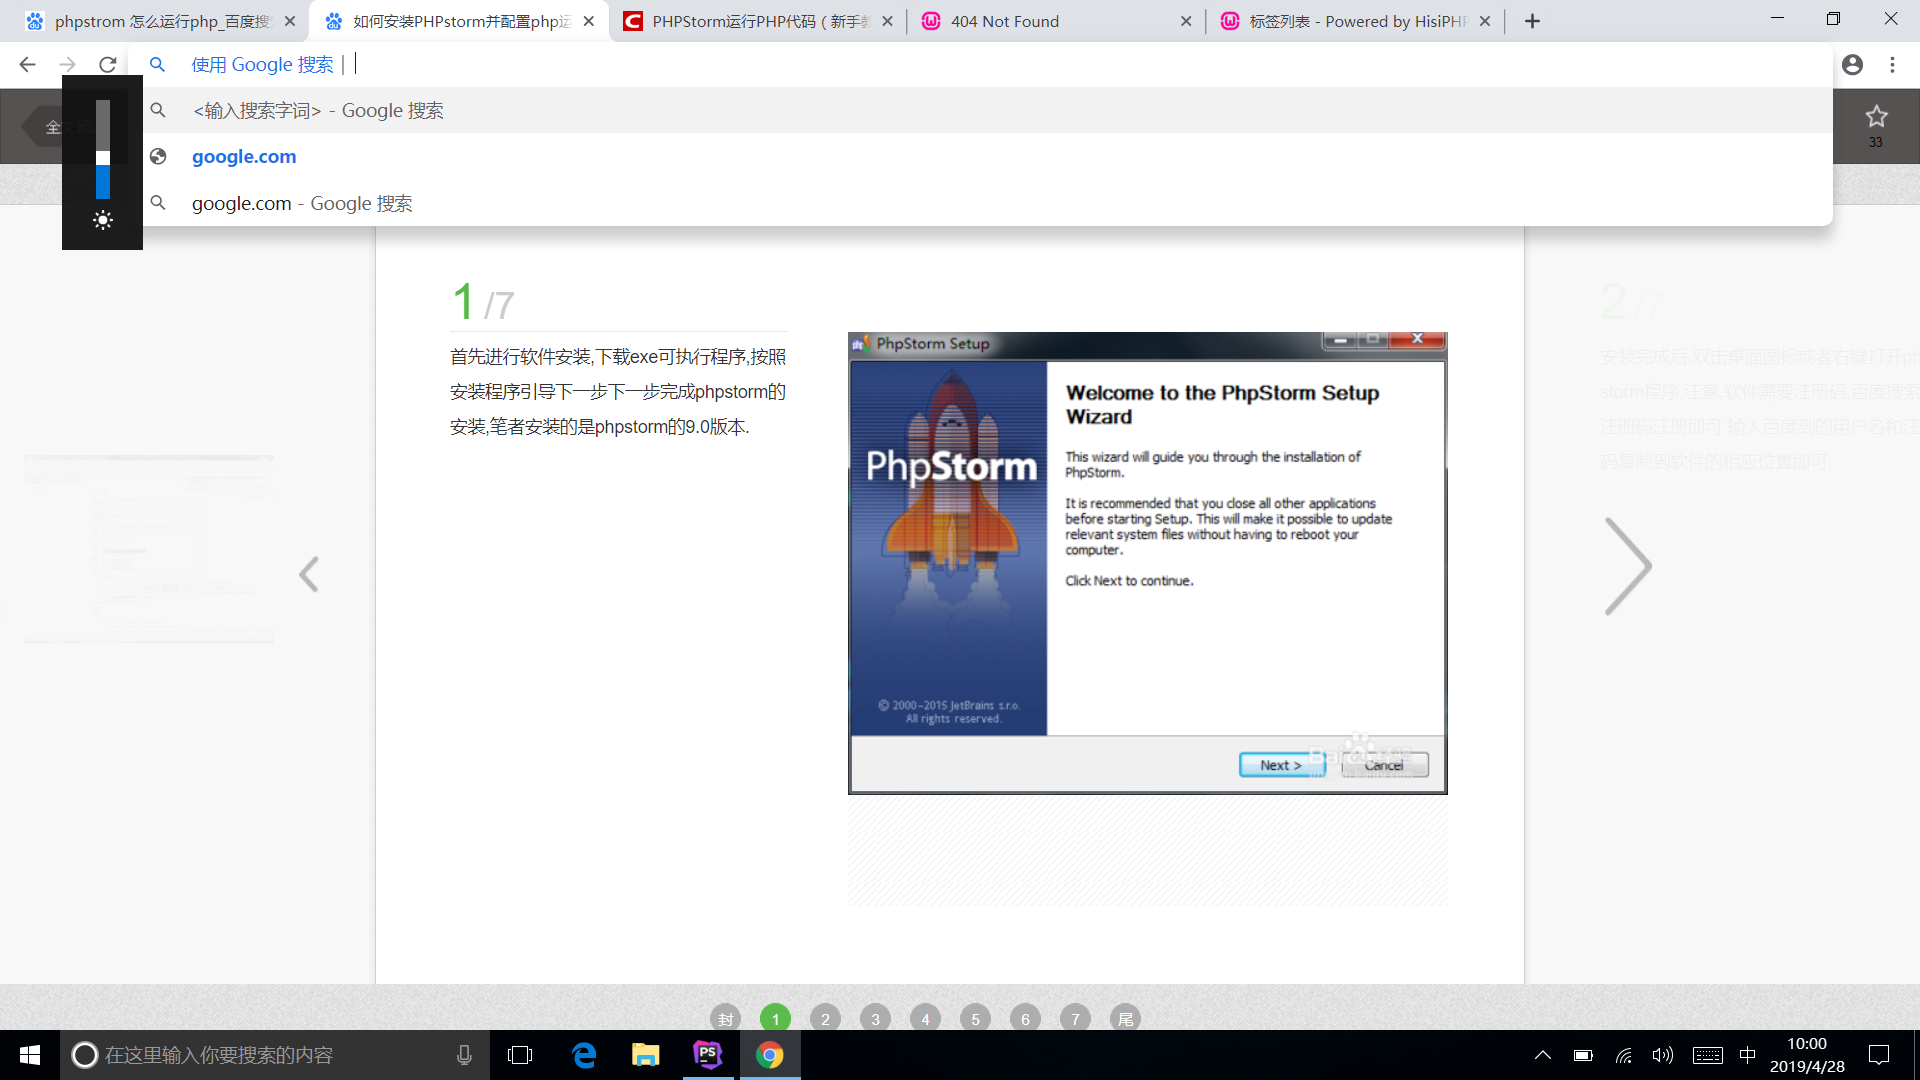 phpstrom 怎么运行php_百度搜
如何安装PHPstorm并配置php运
PHPStorm运行PHP代码 ( 新手教
404 Not Found
标签列表 - Powered by HisiPHP
使用 Google 搜索
<输入搜索字词> - Google 搜索
google.com
google.com - Google 搜索
33
1/7
首先进行软件安装,下载exe可执行程序,按照
安装程序引导下一步下一步完成phpstorm的
安装,笔者安装的是phpstorm的9.0版本.
PhpStorm Setup
PhpStorm
© 2000-2015 JetBrains s.r.o.
All rights reserved.
Welcome to the PhpStorm Setup
Wizard
This wizard will guide you through the installation of
PhpStorm.
It is recommended that you close all other applications
before starting Setup. This will make it possible to update
relevant system files without having to reboot your
computer.
Click Next to continue.
Next >
Cancel
2/7
安装完成后,双击桌面图标或者右键打开ph
storm程序,注意,软件需要注册码,百度搜索
注册码注册即可.输入百度到的用户名和注
码复制到软件的相应位置即可.
封 1 2 3 4 5 6 7 尾
在这里输入你要搜索的内容
PS
中
10:00
2019/4/28